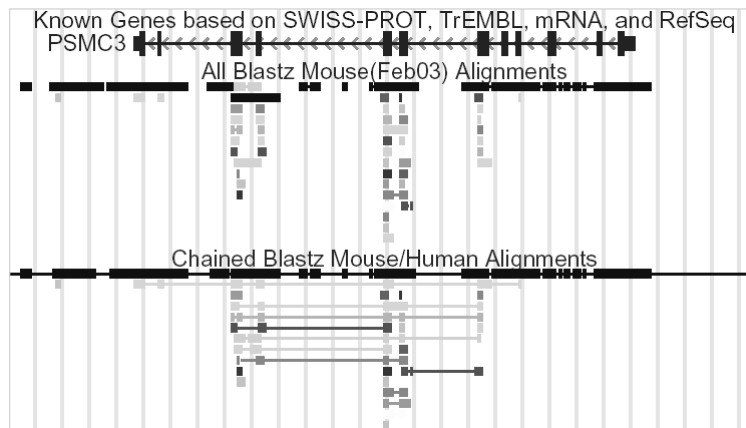 Known Genes based on SWISS-PROT, TrEMBL, mRNA, and RefSeq
PSMC3
All Blastz Mouse(Feb03) Alignments
Chained Blastz Mouse/Human Alignments